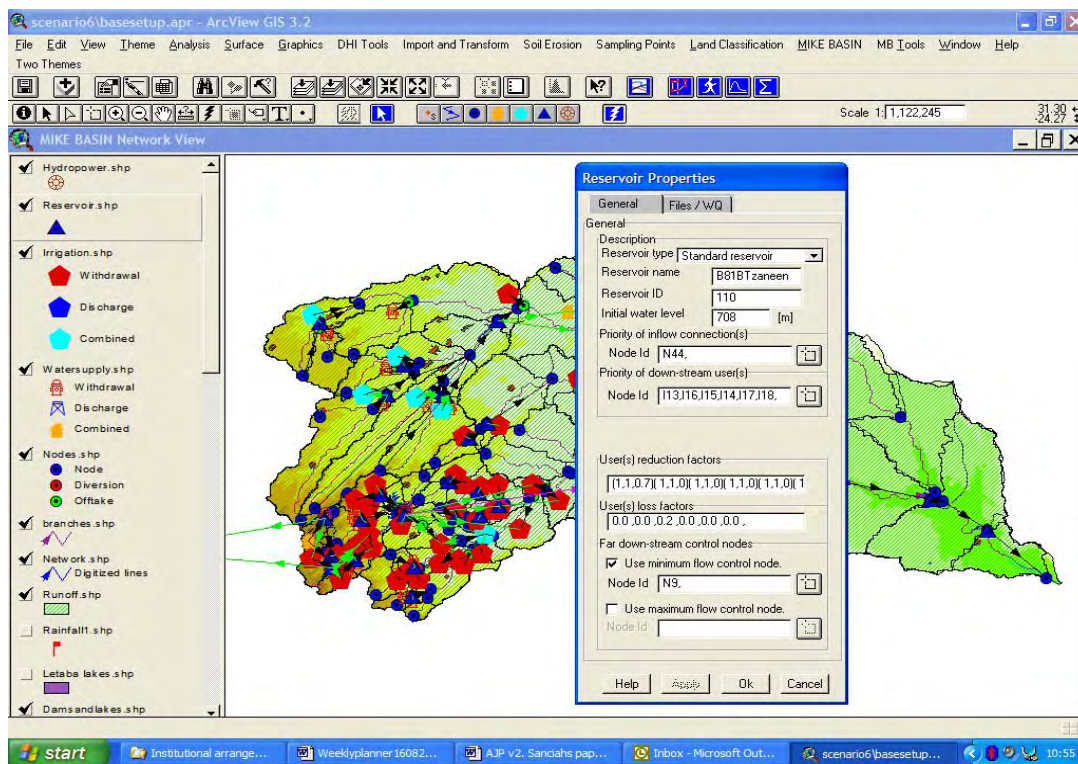 scenario6\basesetup.apr - ArcView GIS 3.2
File Edit View Theme Analysis Surface Graphics DHI Tools Import and Transform Soil Erosion Sampling Points Land Classification MIKE BASIN MB Tools Window Help
Two Themes
Scale 1: 1,122,245
31.30
-24.27
MIKE BASIN Network View
Hydropower.shp
Reservoir.shp
Irrigation.shp
Withdrawal
Discharge
Combined
Watersupply.shp
Withdrawal
Discharge
Combined
Nodes.shp
Node
Diversion
Offtake
branches.shp
Network.shp
Digitized lines
Runoff.shp
Rainfall1.shp
Letaba lakes.shp
Damsandlakes.shp
Reservoir Properties
General Files / WQ
General
Description
Reservoir type Standard reservoir
Reservoir name B81BTzaneen
Reservoir ID 110
Initial water level 708 [m]
Priority of inflow connection(s)
Node Id N44,
Priority of down-stream user(s)
Node Id I13,I16,I15,I14,I17,I18,
User(s) reduction factors
(1,1,0.7)( 1,1,0)( 1,1,0)( 1,1,0)( 1,1,0)( 1
User(s) loss factors
0.0 ,0.0 ,0.2 ,0.0 ,0.0 ,0.0 ,
Far down-stream control nodes
Use minimum flow control node.
Node Id N9,
Use maximum flow control node.
Node Id
Help Apply Ok Cancel
start Institutional arrange... Weeklyplanner16082... AJP v2. Sanciahs pap... Inbox - Microsoft Out... scenario6\basesetup... 10:55